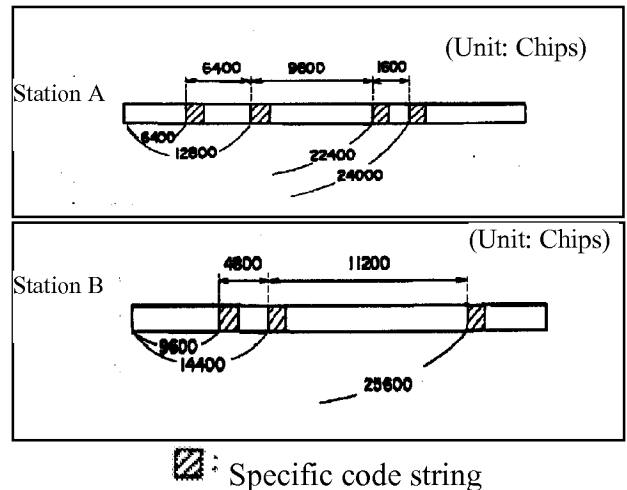 (Unit: Chips)
6400 9600 1600
Station A
6400
12800
22400
24000
(Unit: Chips)
4800 11200
Station B
9600
14400
25600
: Specific code string